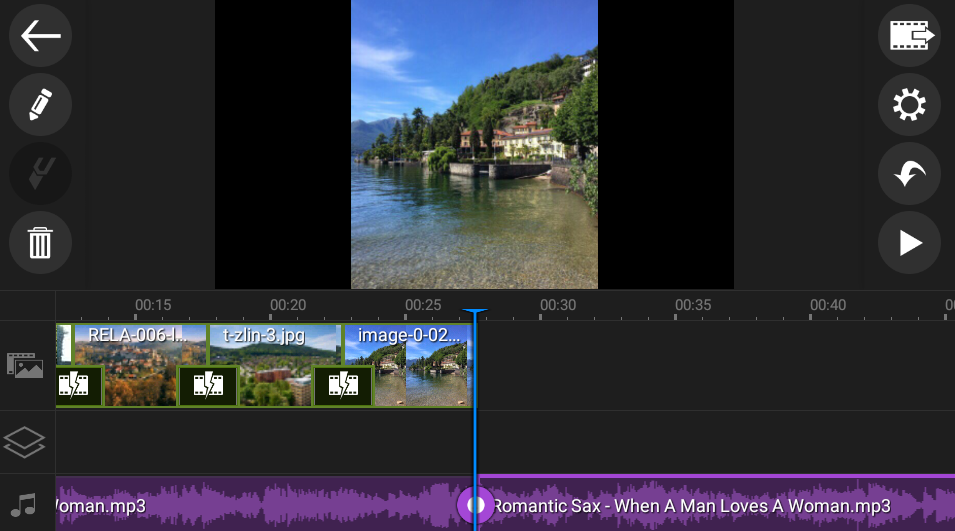 00:15
00:20
00:25
00:30
00:35
00:40
RELA-006-l...
t-zlin-3.jpg
image-0-02...
oman.mp3
Romantic Sax - When A Man Loves A Woman.mp3